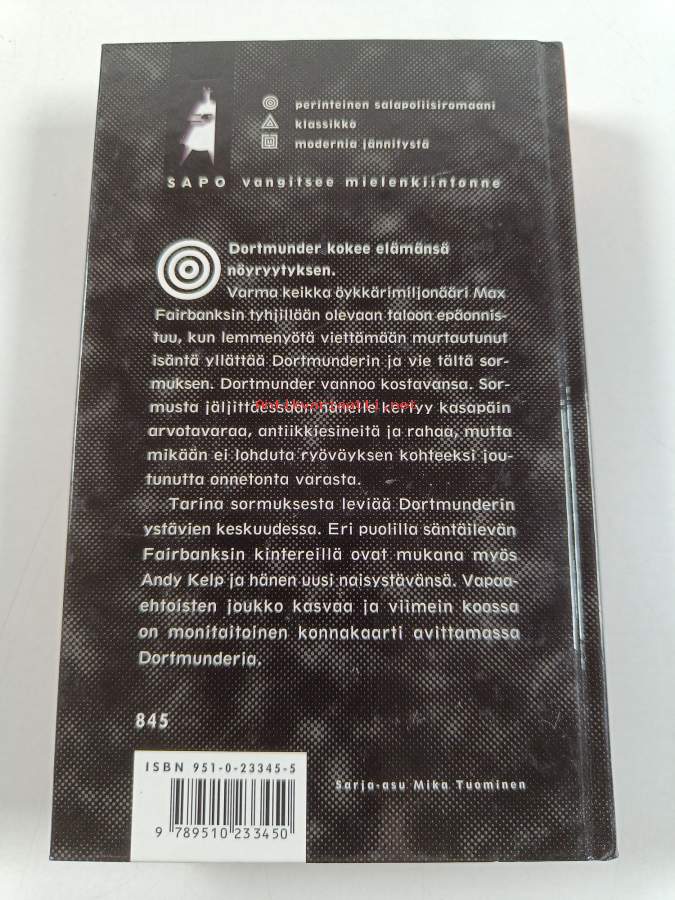 perinteinen salapoliisiromaani
klassikko
modernia jännitystä
SAPO vangitsee mielenkiintonne
Dortmunder kokee elämänsä
nöyryytyksen.
Varma keikka öykkärimiljonääri Max
Fairbanksin tyhjillään olevaan taloon epäonnis-
tuu, kun lemmenyötä viettämään murtautunut
isäntä yllättää Dortmunderin ja vie tältä sor-
muksen. Dortmunder vannoo kostavansa. Sor-
musta jäljittäessään hänelle kertyy kasapäin
Antikvariaatti.net
arvotavaraa, antiikkiesineitä ja rahaa, mutta
mikään ei lohduta ryöväyksen kohteeksi jou-
tunutta onnetonta varasta.
Tarina sormuksesta leviää Dortmunderin
ystävien keskuudessa. Eri puolilla säntäilevän
Fairbanksin kintereillä ovat mukana myös
Andy Kelp ja hänen uusi naisystävänsä. Vapaa-
ehtoisten joukko kasvaa ja viimein koossa
on monitaitoinen konnakaarti avittamassa
Dortmunderia.
845
ISBN 951-0-23345-5
9 789510 233450
Sarja-asu Mika Tuominen